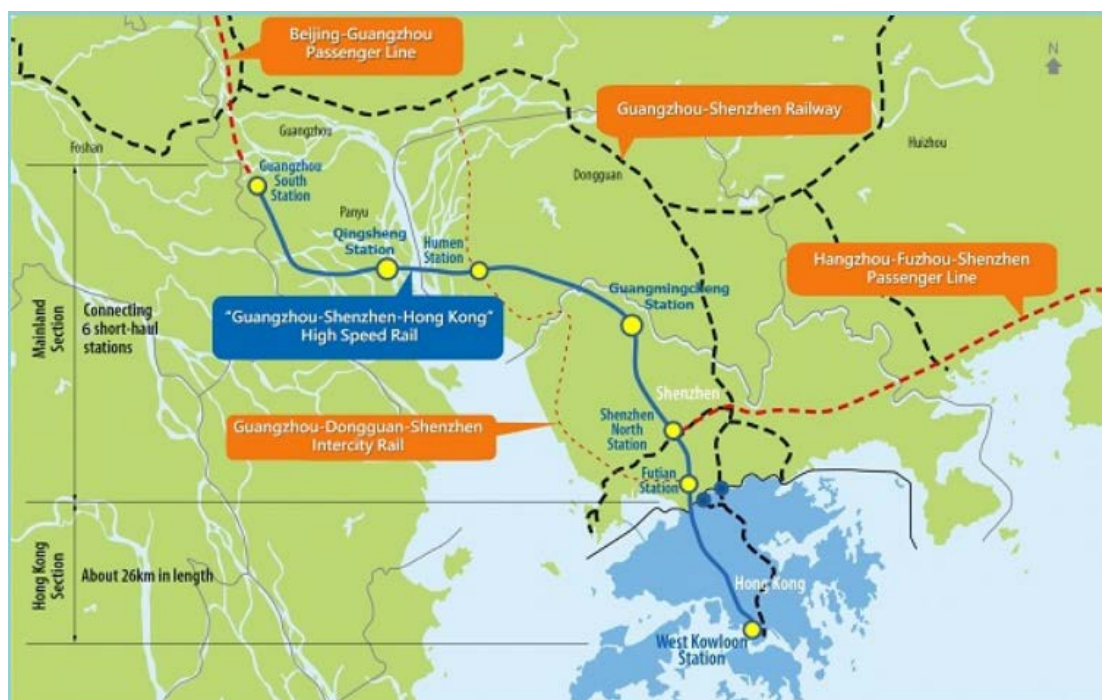 Beijing-Guangzhou
Passenger Line
N
Guangzhou-Shenzhen Railway
Guangzhou
Huizhou
Foshan
Guangzhou
South
Station
Dongguan
Panyu
Qingsheng
Station
Humen
Station
Hangzhou-Fuzhou-Shenzhen
Passenger Line
Guangmingcheng
Station
Mainland
Section
Connecting
6 short-haul
stations
"Guangzhou-Shenzhen-Hong Kong"
High Speed Rail
Shenzhen
Guangzhou-Dongguan-Shenzhen
Intercity Rail
Shenzhen
North
Station
Futian
Station
Hong Kong
Section
About 26km in length
Hong Kong
West Kowloon
Station